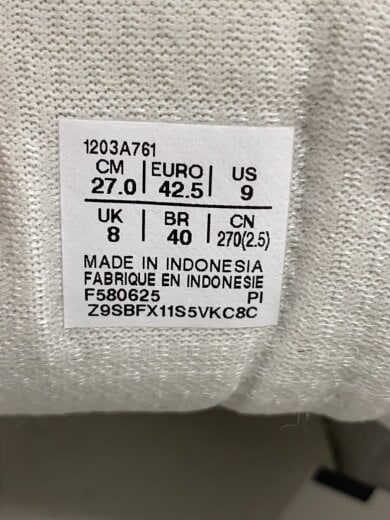 1203A761
CM | EURO | US
27.0 | 42.5 | 9
UK | BR | CN
8 | 40 | 270(2.5)
MADE IN INDONESIA
FABRIQUE EN INDONESIE
F580625 PI
Z9SBFX11S5VKC8C